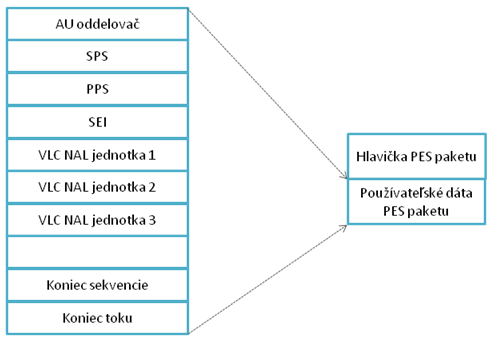 AU oddelovač
SPS
PPS
SEI
VLC NAL jednotka 1
VLC NAL jednotka 2
VLC NAL jednotka 3
Koniec sekvencie
Koniec toku
Hlavička PES paketu
Používateľské dáta
PES paketu